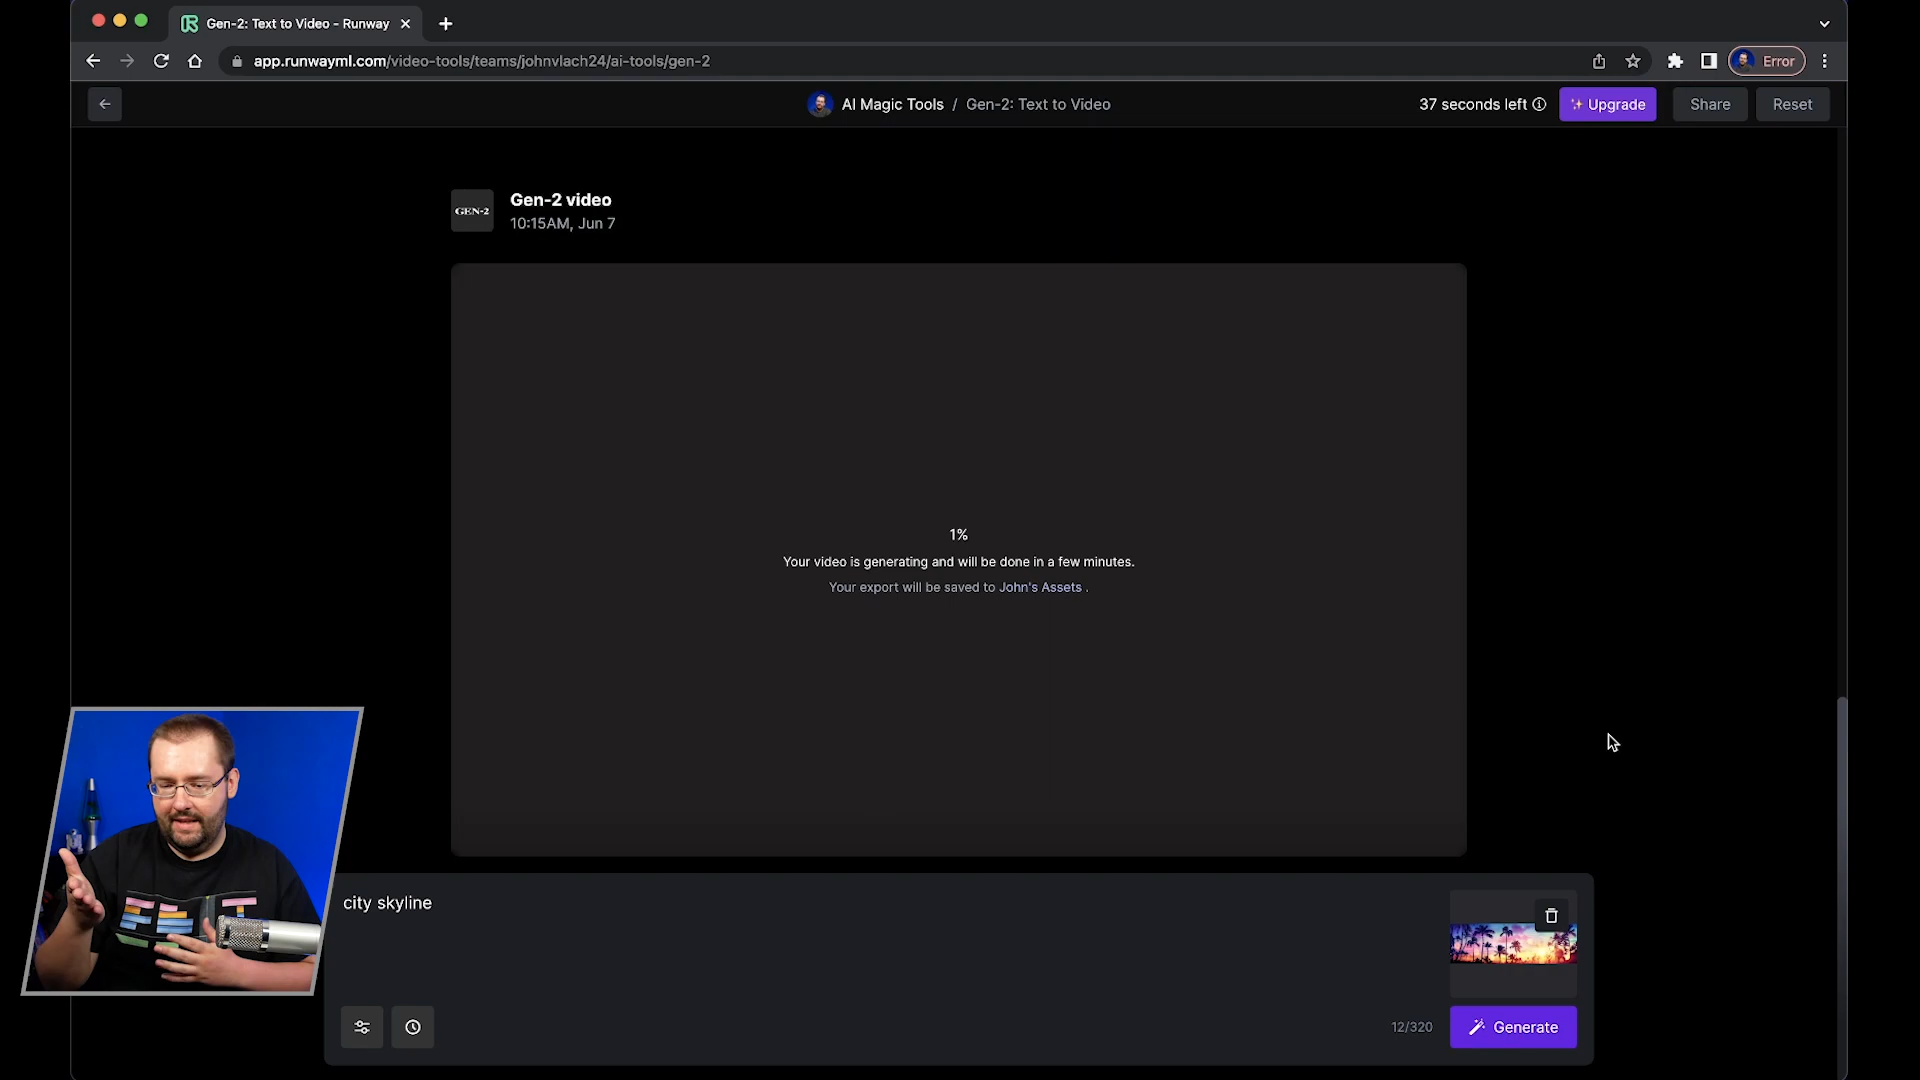 Gen-2: Text to Video - Runway
app.runwayml.com/video-tools/teams/johnvlach24/ai-tools/gen-2
Error
AI Magic Tools / Gen-2: Text to Video
37 seconds left
Upgrade
Share
Reset
GEN-2
Gen-2 video
10:15AM, Jun 7
1%
Your video is generating and will be done in a few minutes.
Your export will be saved to John's Assets .
city skyline
12/320
Generate